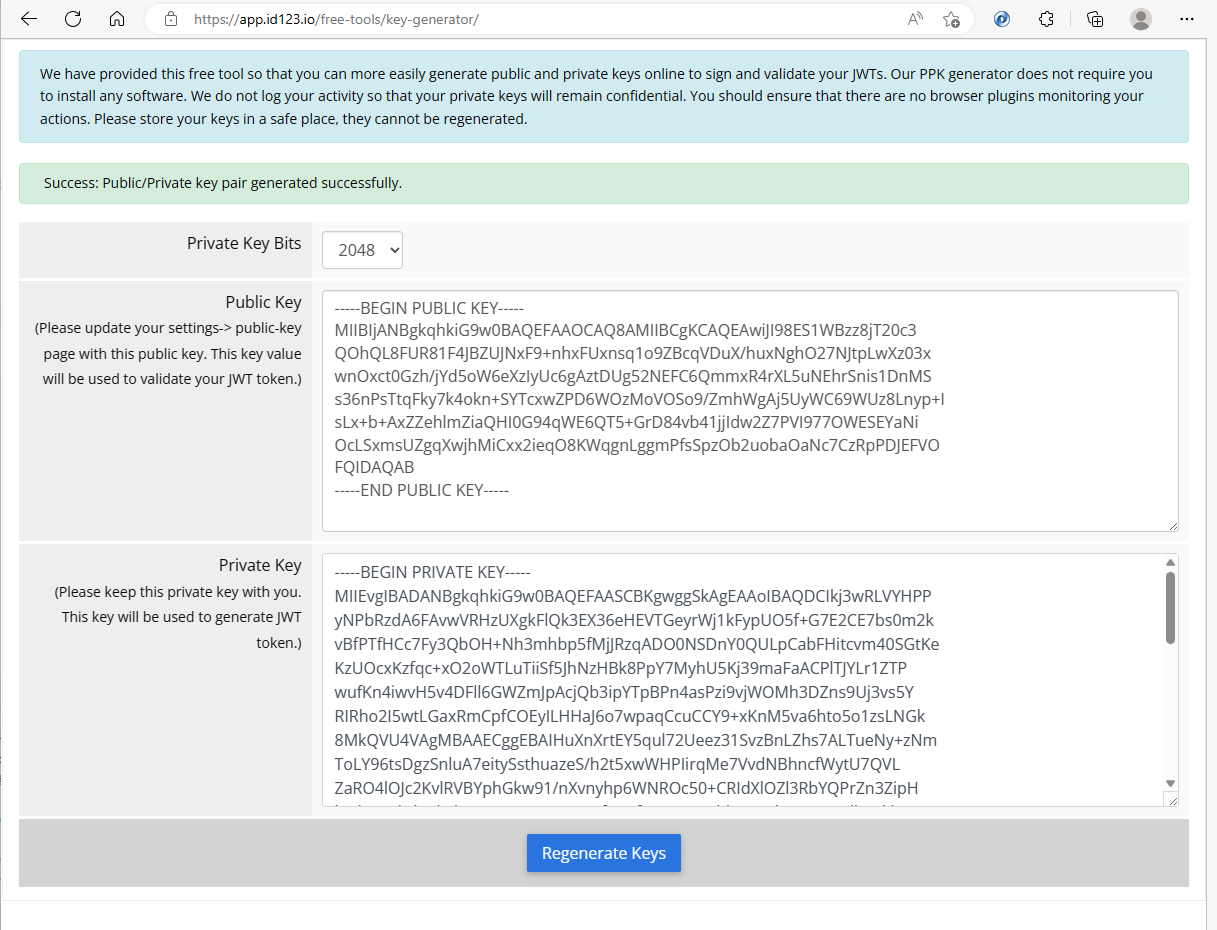 https://app.id123.io/free-tools/key-generator/
We have provided this free tool so that you can more easily generate public and private keys online to sign and validate your JWTs. Our PPK generator does not require you
to install any software. We do not log your activity so that your private keys will remain confidential. You should ensure that there are no browser plugins monitoring your
actions. Please store your keys in a safe place, they cannot be regenerated.
Success: Public/Private key pair generated successfully.
Private Key Bits
2048
Public Key
(Please update your settings-> public-key
page with this public key. This key value
will be used to validate your JWT token.)
-----BEGIN PUBLIC KEY-----
MIIBIjANBgkqhkiG9w0BAQEFAAOCAQ8AMIIBCgKCAQEAwiJI98ES1WBzz8jT20c3
QOhQL8FUR81F4JBZUJNxF9+nhxFUxnsq1o9ZBcqVDuX/huxNghO27NJtpLwXz03x
wnOxct0Gzh/jYd5oW6eXzIyUc6gAztDUg52NEFC6QmmxR4rXL5uNEhrSnis1DnMS
s36nPsTtqFky7k4okn+SYTcxwZPD6WOzMoVOSo9/ZmhWgAj5UyWC69WUz8Lnyp+I
sLx+b+AxZZehlmZiaQHI0G94qWE6QT5+GrD84vb41jjIdw2Z7PVI977OWESEYaNi
OcLSxmsUZgqXwjhMiCxx2ieqO8KWqgnLggmPfsSpzOb2uobaOaNc7CzRpPDJEFVO
FQIDAQAB
-----END PUBLIC KEY-----
Private Key
(Please keep this private key with you.
This key will be used to generate JWT
token.)
-----BEGIN PRIVATE KEY-----
MIIEvgIBADANBgkqhkiG9w0BAQEFAASCBKgwggSkAgEAAoIBAQDCIkj3wRLVYHPP
yNPbRzdA6FAvwVRHzUXgkFlQk3EX36eHEVTGeyrWj1kFypUO5f+G7E2CE7bs0m2k
vBfPTfHCc7Fy3QbOH+Nh3mhbp5fMjJRzqADO0NSDnY0QULpCabFHitcvm40SGtKe
KzUOcxKzfqc+xO2oWTLuTiiSf5JhNzHBk8PpY7MyhU5Kj39maFaACPlTJYLr1ZTP
wufKn4iwvH5v4DFll6GWZmJpAcjQb3ipYTpBPn4asPzi9vjWOMh3DZns9Uj3vs5Y
RIRho2I5wtLGaxRmCpfCOEyILHHaJ6o7wpaqCcuCCY9+xKnM5va6hto5o1zsLNGk
8MkQVU4VAgMBAAECggEBAIHuXnXrtEY5qul72Ueez31SvzBnLZhs7ALTueNy+zNm
ToLY96tsDgzSnluA7eitySsthuazeS/h2t5xwWHPIirqMe7VvdNBhncfWytU7QVL
ZaRO4lOJc2KvlRVBYphGkw91/nXvnyhp6WNROc50+CRIdXlOZl3RbYQPrZn3ZipH
Regenerate Keys